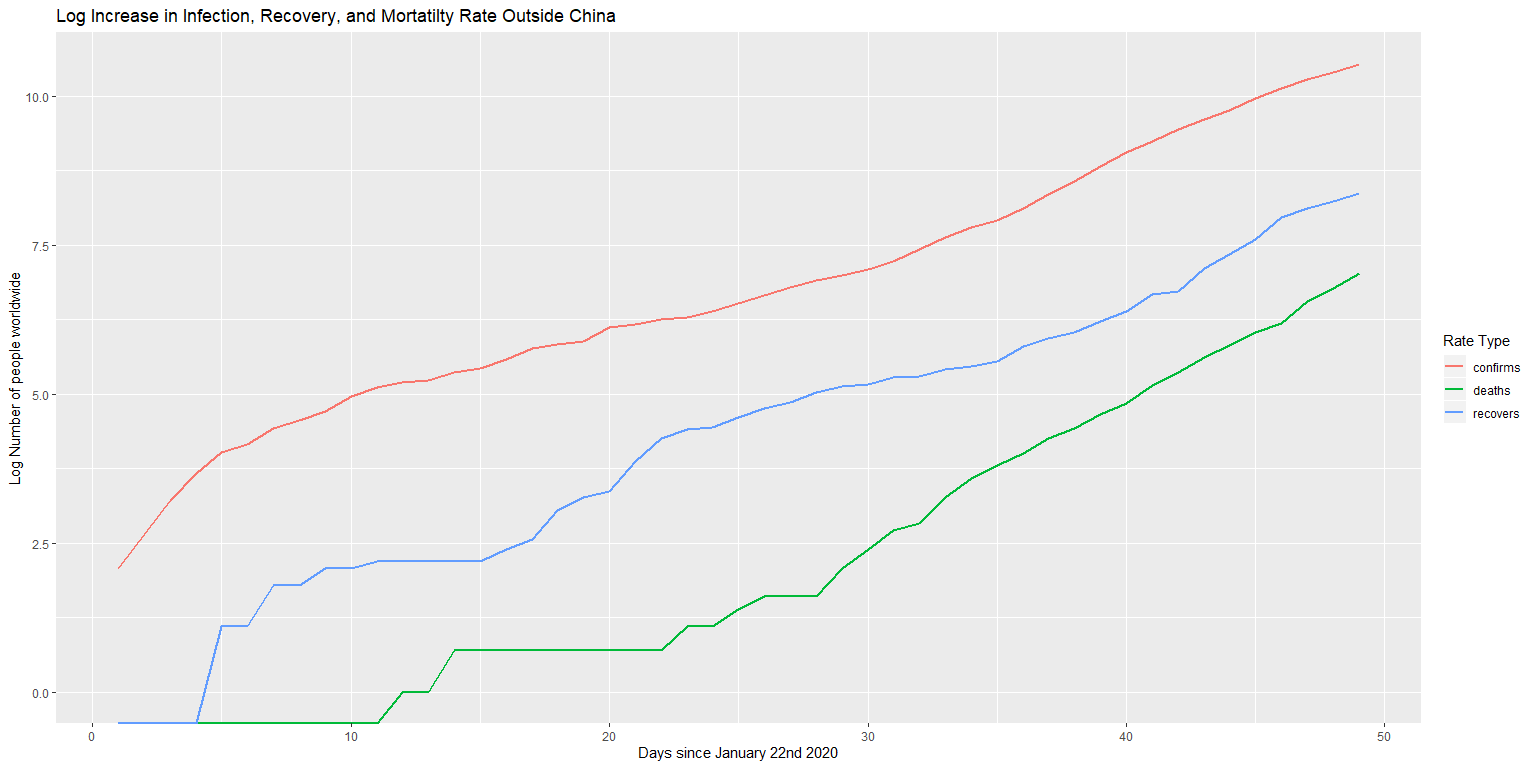 Log Increase in Infection, Recovery, and Mortatilty Rate Outside China
10.0
7.5
5.0
2.5
0.0
Log Number of people worldwide
0
10
20
30
40
50
Days since January 22nd 2020
Rate Type
confirms
deaths
recovers